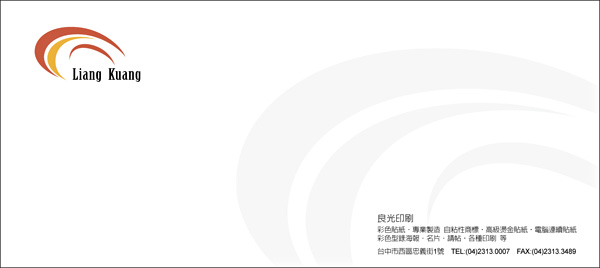 Liang Kuang
良光印刷
彩色貼紙、專業製造 自粘性商標、高級燙金貼紙、電腦連續貼紙
彩色型錄海報、名片、請帖、各種印刷 等
台中市西區忠義街1號 TEL:(04)2313.0007 FAX:(04)2313.3489